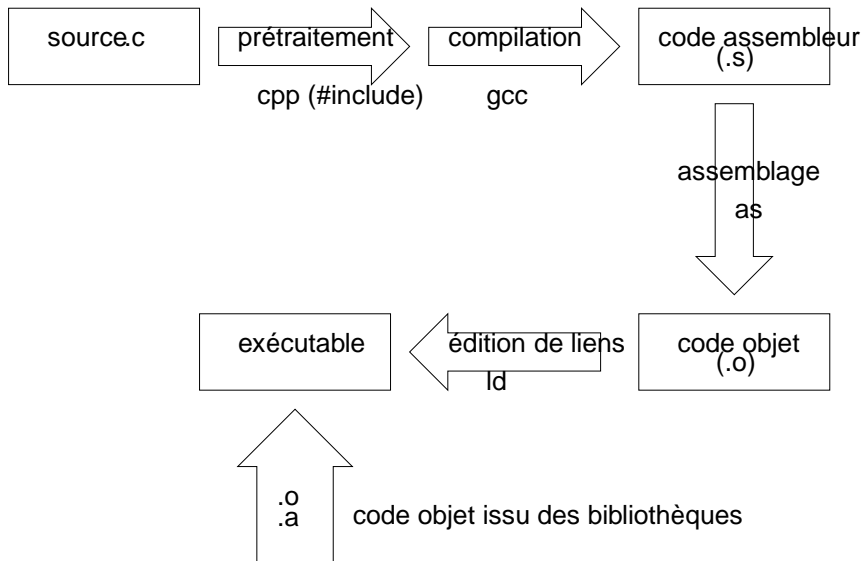 source.c
prétraitement
compilation
code assembleur
(.s)
cpp (#include)
gcc
assemblage
as
exécutable
édition de liens
ld
code objet
(.o)
.o
.a
code objet issu des bibliothèques